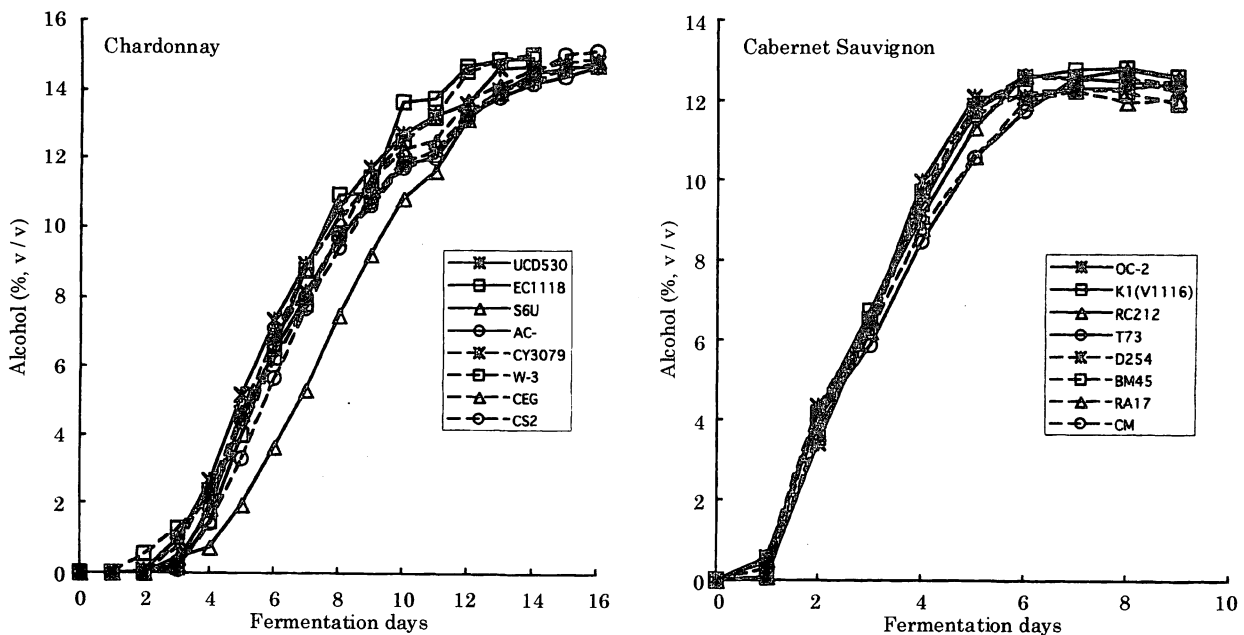 Chardonnay
Alcohol (%, v / v)
16
14
12
10
8
6
4
2
0
0 2 4 6 8 10 12 14 16
Fermentation days
UCD530
EC1118
S6U
AC-
CY3079
W-3
CEG
CS2
Cabernet Sauvignon
Alcohol (%, v / v)
14
12
10
8
6
4
2
0
0 2 4 6 8 10
Fermentation days
OC-2
K1(V1116)
RC212
T73
D254
BM45
RA17
CM